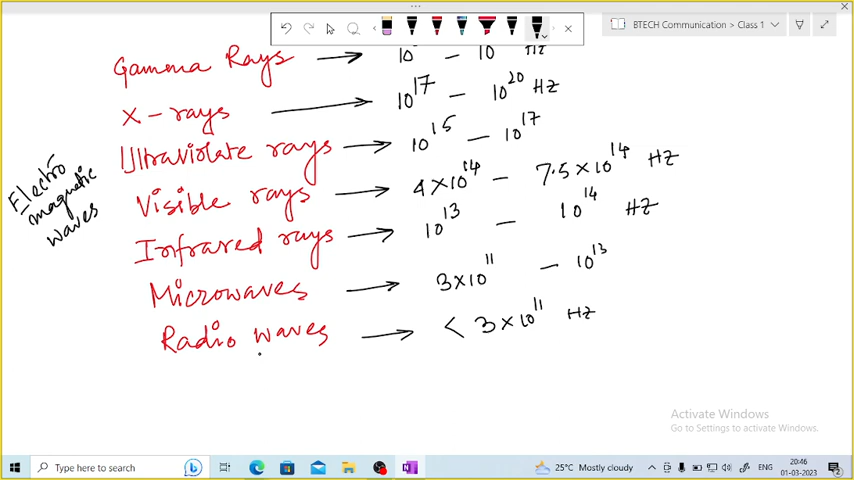 BTECH Communication > Class 1
Gamma Rays → 10 – 10 Hz
X-rays → 10^17 – 10^20 Hz
Ultraviolate rays → 10^15 – 10^17
Visible rays → 4×10^14 – 7.5×10^14 Hz
Infrared rays → 10^13 – 10^14 Hz
Microwaves → 3×10^11 – 10^13
Radio waves → < 3×10^11 Hz
Electro
magnetic
waves
Activate Windows
Go to Settings to activate Windows.
Type here to search
25°C Mostly cloudy
ENG
20:46
01-03-2023
2